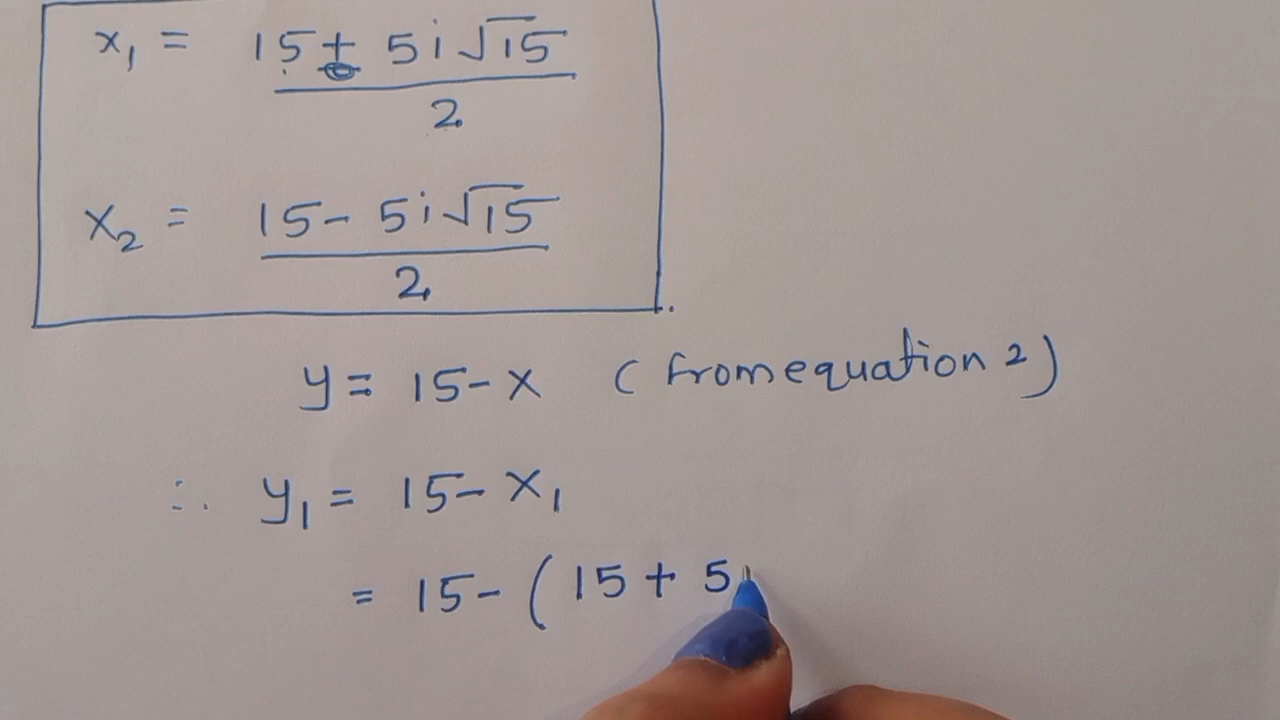 x₁ = 15 + 5i√15
2
x₂ = 15 - 5i√15
2
y = 15 - x (from equation 2)
∴ y₁ = 15 - x₁
= 15 - ( 15 + 5